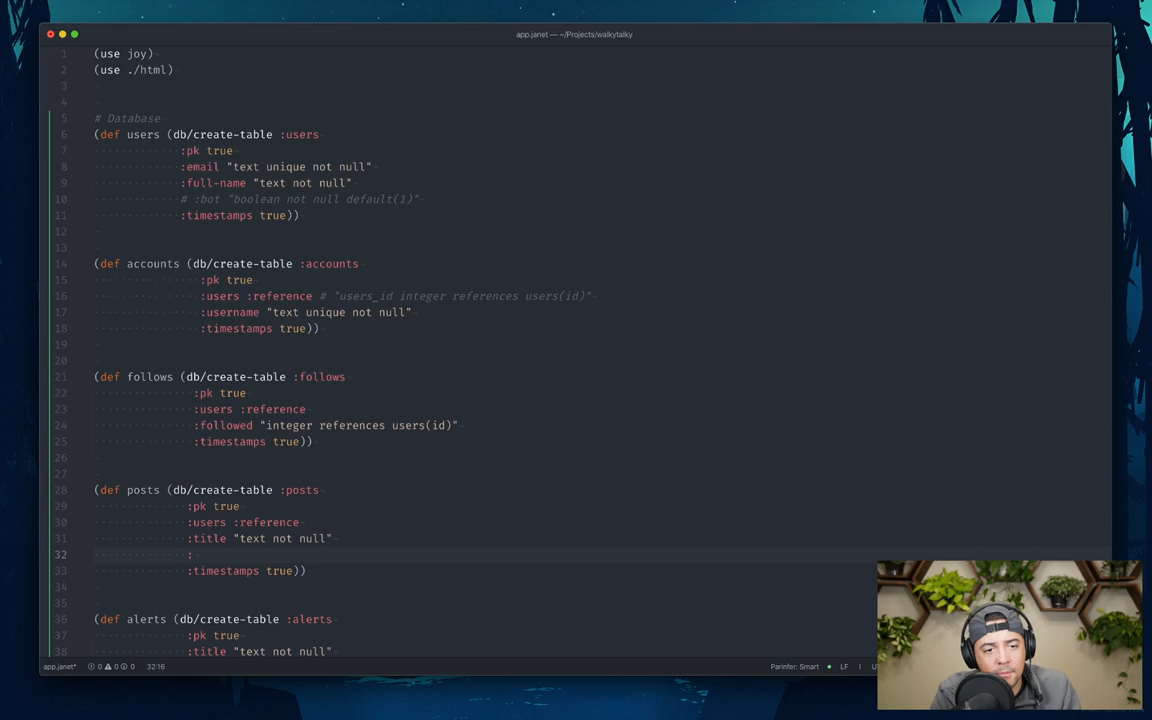 app.janet — ~/Projects/walkytalky
1 (use joy)
2 (use ./html)
3
4
5 # Database
6 (def users (db/create-table :users
7 :pk true
8 :email "text unique not null"
9 :full-name "text not null"
10 # :bot "boolean not null default(1)"
11 :timestamps true))
12
13
14 (def accounts (db/create-table :accounts
15 :pk true
16 :users :reference # "users_id integer references users(id)"
17 :username "text unique not null"
18 :timestamps true))
19
20
21 (def follows (db/create-table :follows
22 :pk true
23 :users :reference
24 :followed "integer references users(id)"
25 :timestamps true))
26
27
28 (def posts (db/create-table :posts
29 :pk true
30 :users :reference
31 :title "text not null"
32 :
33 :timestamps true))
34
35
36 (def alerts (db/create-table :alerts
37 :pk true
38 :title "text not null"
app.janet* 0 0 0 32:16 Parinfer: Smart LF